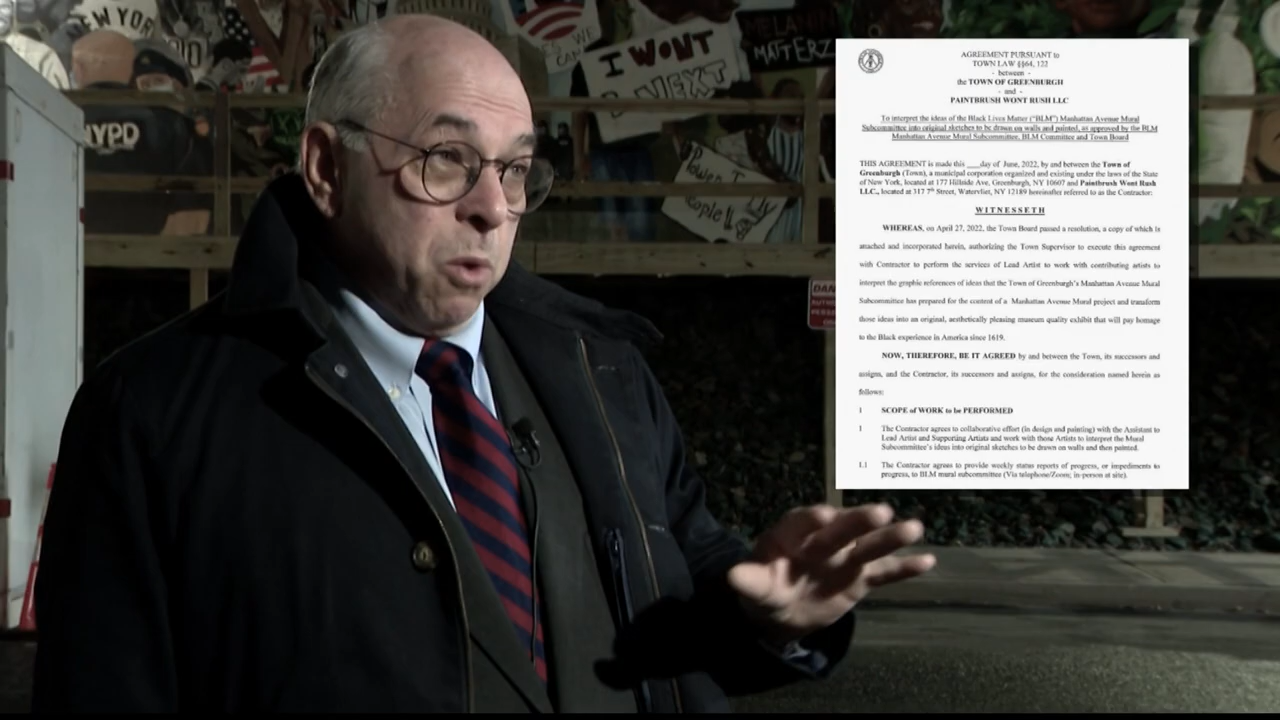 NEW YORK
NYPD
YES WE
CAN
I WONT
NEXT
MELANIN
MATTERZ
Power T
People!!
DAN
AGREEMENT PURSUANT to
TOWN LAW §§64, 122
- between -
the TOWN OF GREENBURGH
- and -
PAINTBRUSH WONT RUSH LLC
To interpret the ideas of the Black Lives Matter ("BLM") Manhattan Avenue Mural
Subcommittee into original sketches to be drawn on walls and painted, as approved by the BLM
Manhattan Avenue Mural Subcommittee, BLM Committee and Town Board
THIS AGREEMENT is made this ___day of June, 2022, by and between the Town of
Greenburgh (Town), a municipal corporation organized and existing under the laws of the State
of New York, located at 177 Hillside Ave, Greenburgh, NY 10607 and Paintbrush Wont Rush
LLC., located at 317 7th Street, Watervliet, NY 12189 hereinafter referred to as the Contractor:
WITNESSETH
WHEREAS, on April 27, 2022, the Town Board passed a resolution, a copy of which is
attached and incorporated herein, authorizing the Town Supervisor to execute this agreement
with Contractor to perform the services of Lead Artist to work with contributing artists to
interpret the graphic references of ideas that the Town of Greenburgh's Manhattan Avenue Mural
Subcommittee has prepared for the content of a Manhattan Avenue Moral project and transform
those ideas into an original, aesthetically pleasing museum quality exhibit that will pay homage
to the Black experience in America since 1619.
NOW, THEREFORE, BE IT AGREED by and between the Town, its successors and
assigns, and the Contractor, its successors and assigns, for the consideration named herein as
follows:
1 SCOPE of WORK to be PERFORMED
1 The Contractor agrees to collaborative effort (in design and painting) with the Assistant to
Lead Artist and Supporting Artists and work with those Artists to interpret the Mural
Subcommittee's ideas into original sketches to be drawn on walls and then painted.
1.1 The Contractor agrees to provide weekly status reports of progress, or impediments to
progress, to BLM mural subcommittee (Via telephone/Zoom; in-person at site).